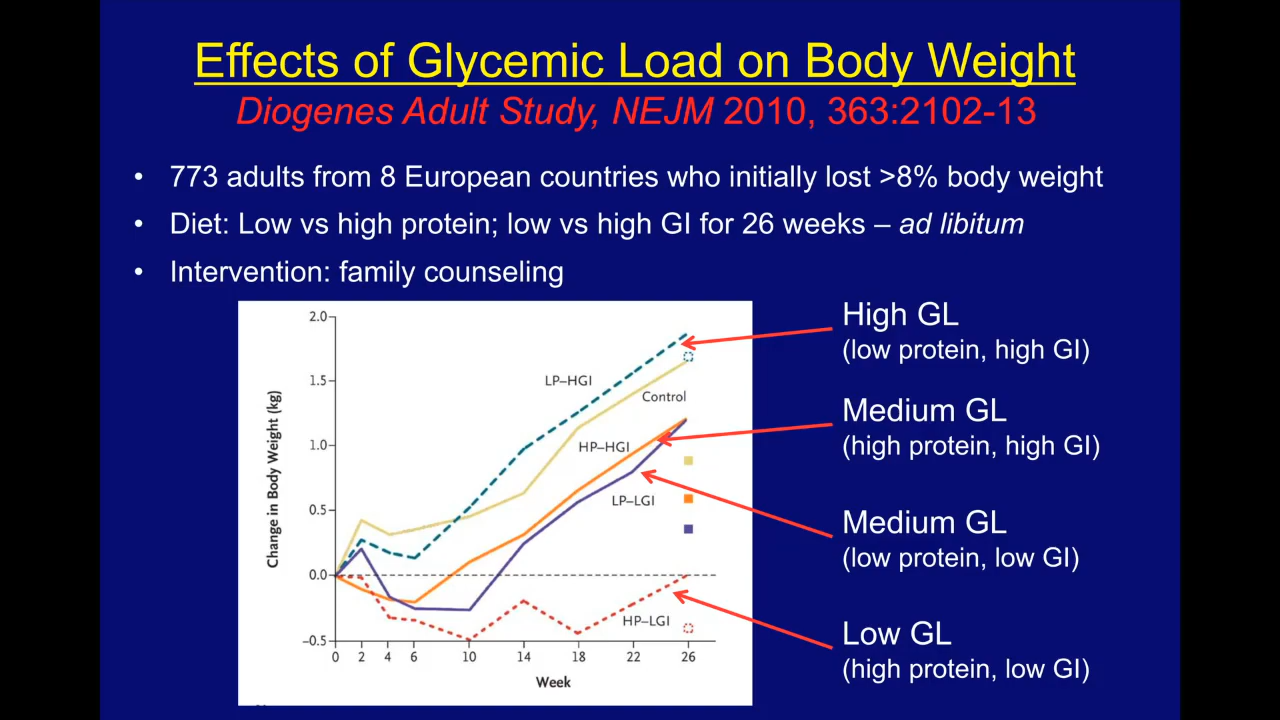 Effects of Glycemic Load on Body Weight
Diogenes Adult Study, NEJM 2010, 363:2102-13
• 773 adults from 8 European countries who initially lost >8% body weight
• Diet: Low vs high protein; low vs high GI for 26 weeks – ad libitum
• Intervention: family counseling
Change in Body Weight (kg)
2.0
1.5
1.0
0.5
0.0
–0.5
0 2 4 6 10 14 18 22 26
Week
LP–HGI
Control
HP–HGI
LP–LGI
HP–LGI
High GL
(low protein, high GI)
Medium GL
(high protein, high GI)
Medium GL
(low protein, low GI)
Low GL
(high protein, low GI)